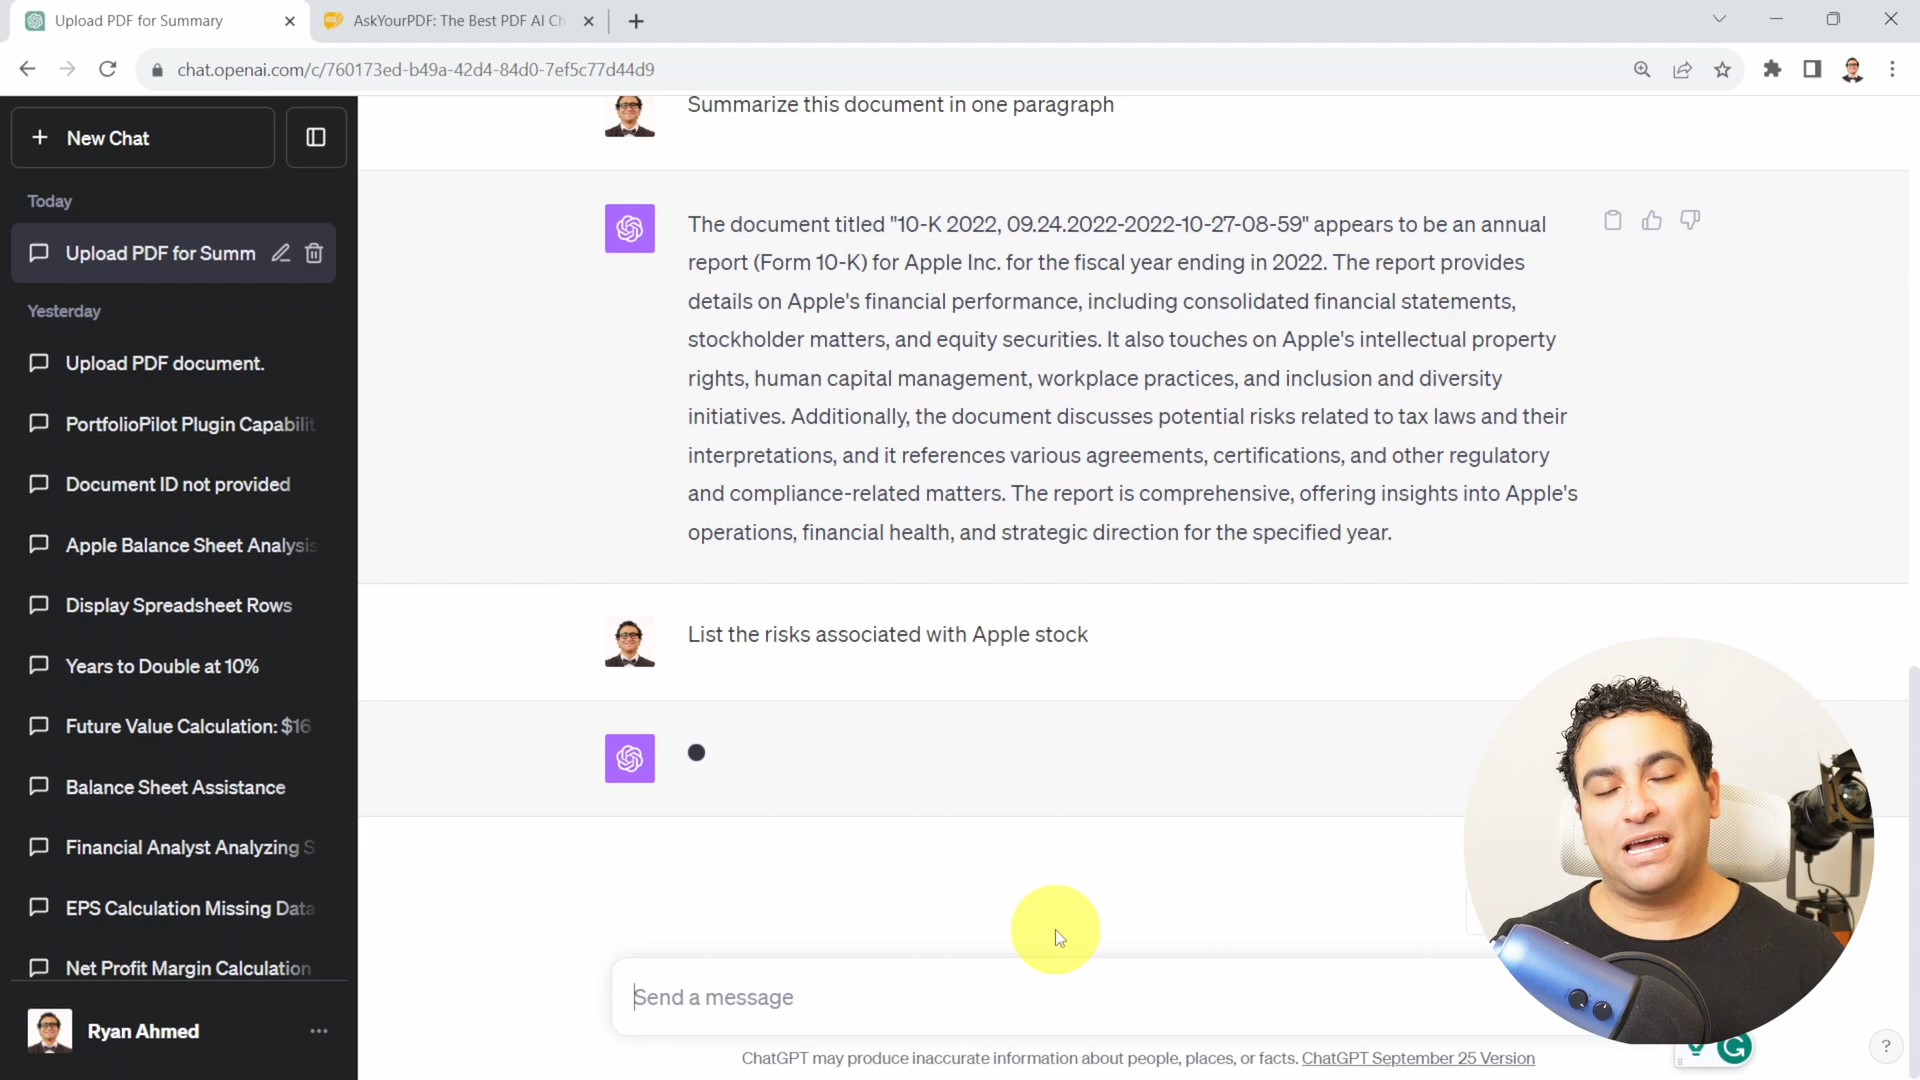 Upload PDF for Summary
AskYourPDF: The Best PDF AI Ch
chat.openai.com/c/760173ed-b49a-42d4-84d0-7ef5c77d44d9
New Chat
Today
Upload PDF for Summ
Yesterday
Upload PDF document.
PortfolioPilot Plugin Capabilit
Document ID not provided
Apple Balance Sheet Analysis
Display Spreadsheet Rows
Years to Double at 10%
Future Value Calculation: $16
Balance Sheet Assistance
Financial Analyst Analyzing S
EPS Calculation Missing Data
Net Profit Margin Calculation
Ryan Ahmed
Summarize this document in one paragraph
The document titled "10-K 2022, 09.24.2022-2022-10-27-08-59" appears to be an annual
report (Form 10-K) for Apple Inc. for the fiscal year ending in 2022. The report provides
details on Apple's financial performance, including consolidated financial statements,
stockholder matters, and equity securities. It also touches on Apple's intellectual property
rights, human capital management, workplace practices, and inclusion and diversity
initiatives. Additionally, the document discusses potential risks related to tax laws and their
interpretations, and it references various agreements, certifications, and other regulatory
and compliance-related matters. The report is comprehensive, offering insights into Apple's
operations, financial health, and strategic direction for the specified year.
List the risks associated with Apple stock
Send a message
ChatGPT may produce inaccurate information about people, places, or facts. ChatGPT September 25 Version
?